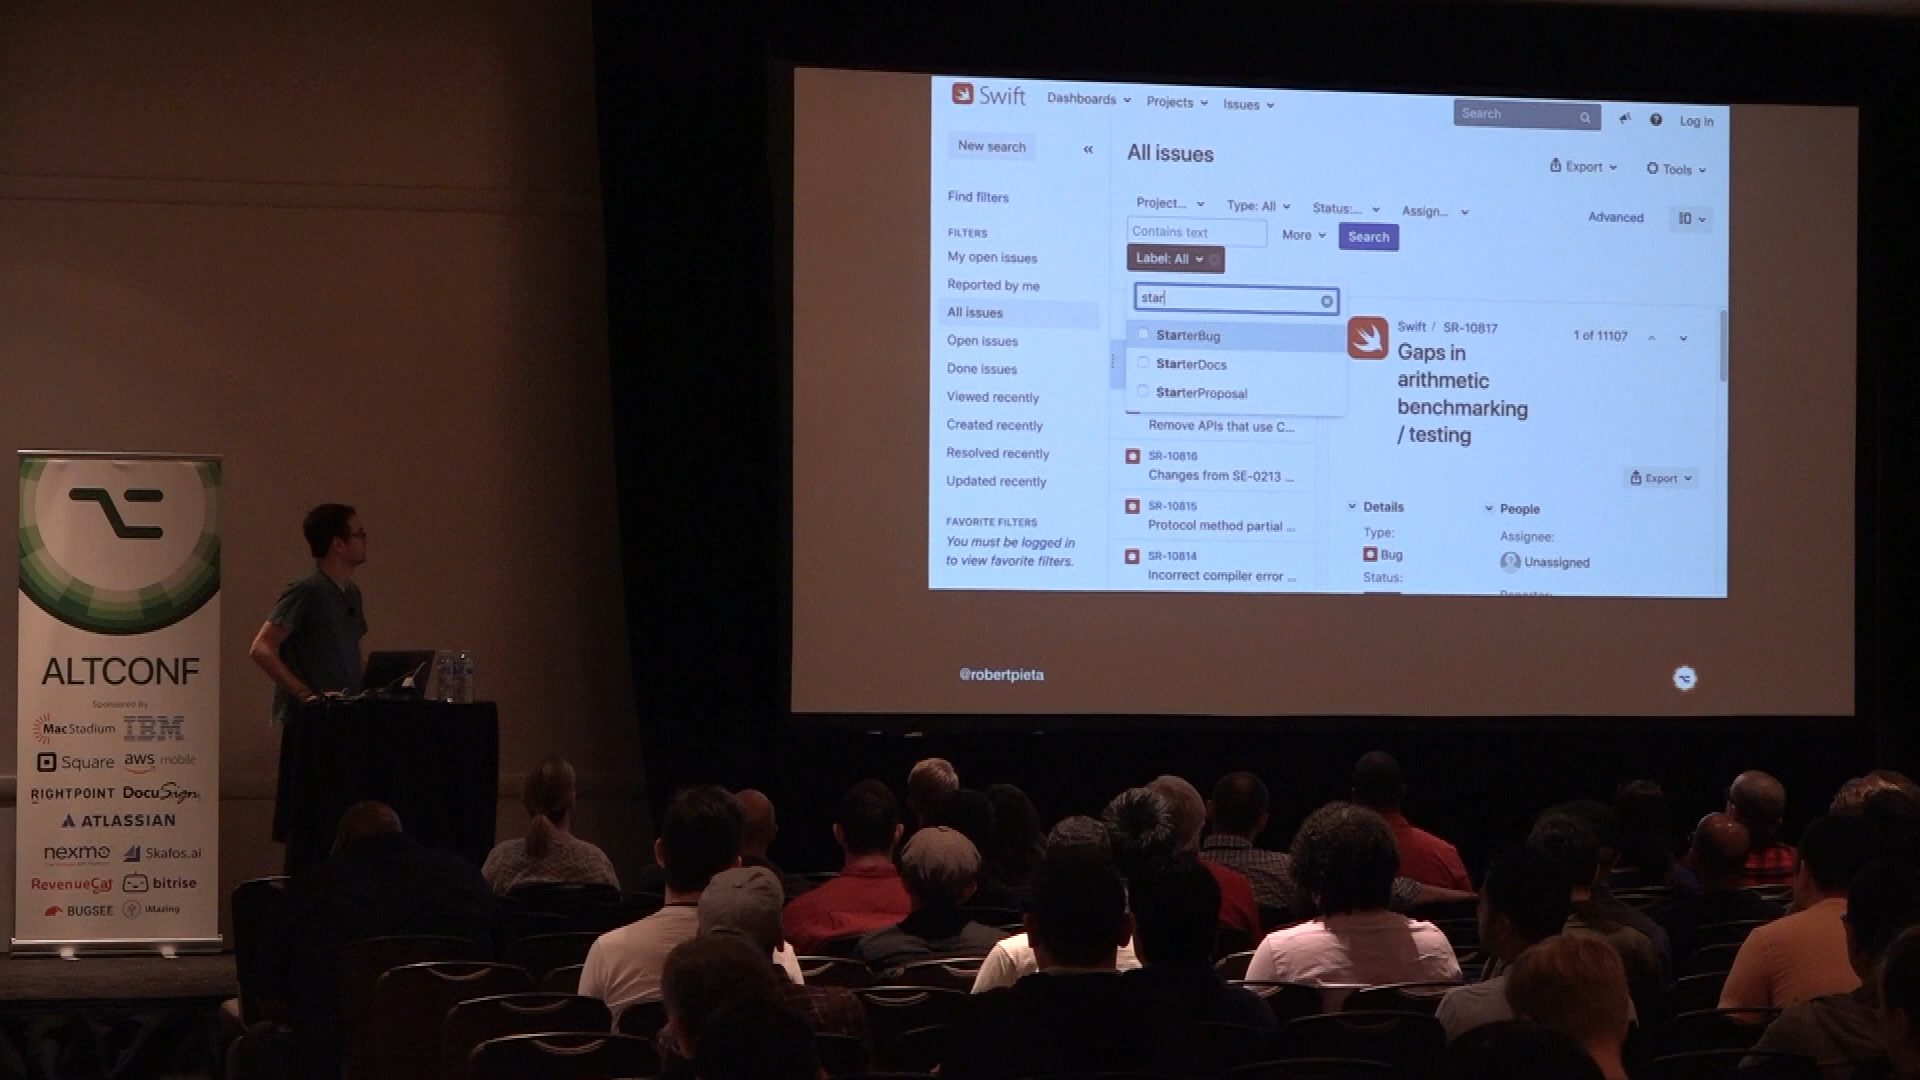 Swift
Dashboards
Projects
Issues
Search
Log In
New search
«
All issues
Export
Tools
Find filters
Project...
Type: All
Status:...
Assign...
Advanced
FILTERS
Contains text
More
Search
My open issues
Label: All
Reported by me
star
All issues
StarterBug
Swift / SR-10817
1 of 11107
Open issues
StarterDocs
Gaps in
arithmetic
benchmarking
/ testing
Done issues
StarterProposal
Viewed recently
Created recently
Remove APIs that use C...
Resolved recently
SR-10816
Changes from SE-0213 ...
Updated recently
Export
SR-10815
Protocol method partial ...
Details
People
FAVORITE FILTERS
You must be logged in
to view favorite filters.
Type:
Bug
Status:
Assignee:
Unassigned
SR-10814
Incorrect compiler error ...
@robertpieta
ALTCONF
Sponsored By
MacStadium IBM
Square aws mobile
RIGHTPOINT DocuSign
ATLASSIAN
nexmo Skafos.ai
RevenueCat bitrise
BUGSEE iMazing